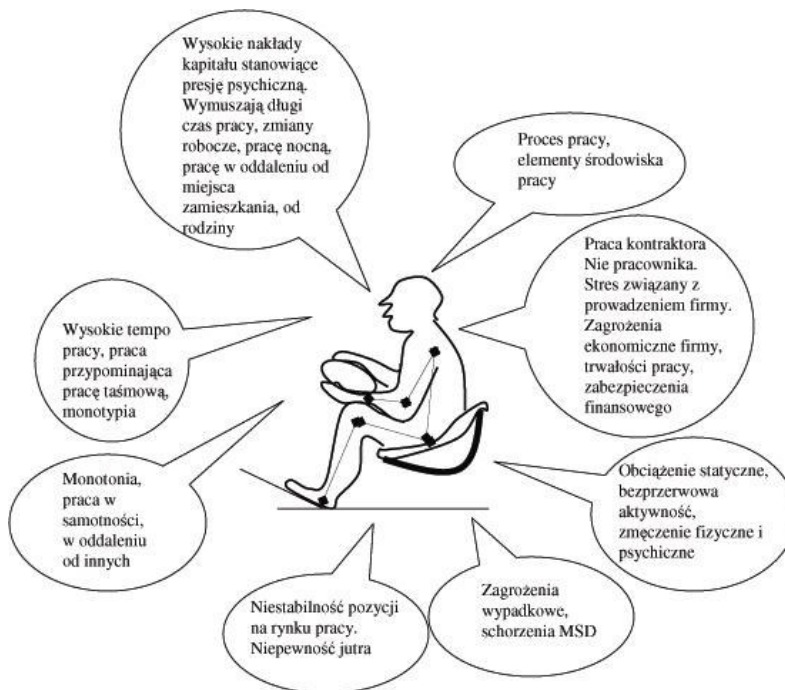 Wysokie nakłady
kapitału stanowiące
presję psychiczną.
Wymuszają długi
czas pracy, zmiany
robocze, pracę nocną,
pracę w oddaleniu od
miejsca
zamieszkania, od
rodziny
Proces pracy,
elementy środowiska
pracy
Praca kontraktora
Nie pracownika.
Stres związany z
prowadzeniem firmy.
Zagrożenia
ekonomiczne firmy,
trwałości pracy,
zabezpieczenia
finansowego
Wysokie tempo
pracy, praca
przypominająca
pracę taśmową,
monotypia
Monotonia,
praca w
samotności,
w oddaleniu
od innych
Obciążenie statyczne,
bezprzerwowa
aktywność,
zmęczenie fizyczne i
psychiczne
Niestabilność pozycji
na rynku pracy.
Niepewność jutra
Zagrożenia
wypadkowe,
schorzenia MSD